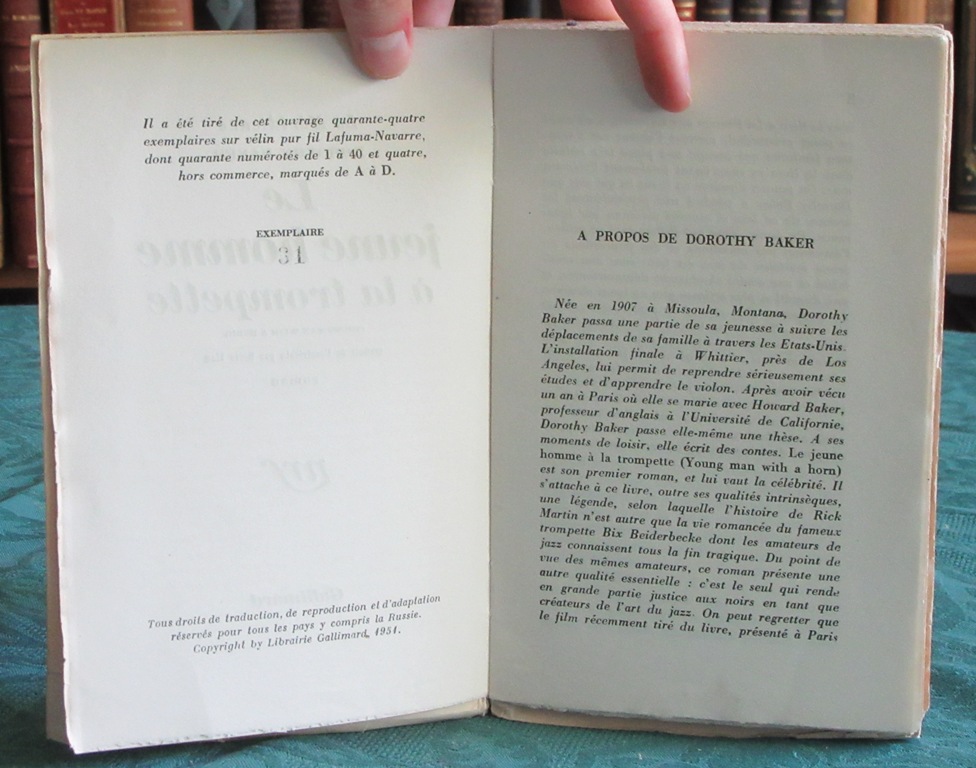 Il a été tiré de cet ouvrage quarante-quatre
exemplaires sur vélin pur fil Lafuma-Navarre,
dont quarante numérotés de 1 à 40 et quatre,
hors commerce, marqués de A à D.
EXEMPLAIRE
31
Tous droits de traduction, de reproduction et d'adaptation
réservés pour tous les pays y compris la Russie.
Copyright by Librairie Gallimard, 1951.
A PROPOS DE DOROTHY BAKER
Née en 1907 à Missoula, Montana, Dorothy
Baker passa une partie de sa jeunesse à suivre les
déplacements de sa famille à travers les Etats-Unis.
L'installation finale à Whittier, près de Los
Angeles, lui permit de reprendre sérieusement ses
études et d'apprendre le violon. Après avoir vécu
un an à Paris où elle se marie avec Howard Baker,
professeur d'anglais à l'Université de Californie,
Dorothy Baker passe elle-même une thèse. A ses
moments de loisir, elle écrit des contes. Le jeune
homme à la trompette (Young man with a horn)
est son premier roman, et lui vaut la célébrité. Il
s'attache à ce livre, outre ses qualités intrinsèques,
une légende, selon laquelle l'histoire de Rick
Martin n'est autre que la vie romancée du fameux
trompette Bix Beiderbecke dont les amateurs de
jazz connaissent tous la fin tragique. Du point de
vue des mêmes amateurs, ce roman présente une
autre qualité essentielle : c'est le seul qui rende
en grande partie justice aux noirs en tant que
créateurs de l'art du jazz. On peut regretter que
le film récemment tiré du livre, présenté à Paris